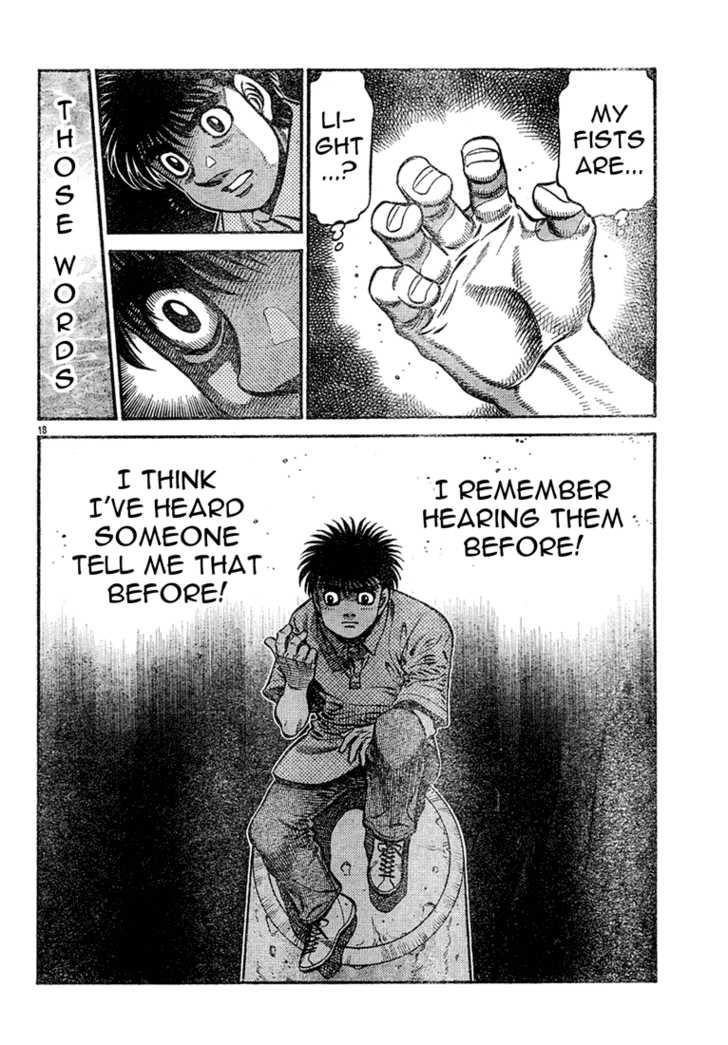 MY
FISTS
ARE...
LI-
GHT
...?
THOSE WORDS
18
I REMEMBER
HEARING THEM
BEFORE!
I THINK
I'VE HEARD
SOMEONE
TELL ME THAT
BEFORE!